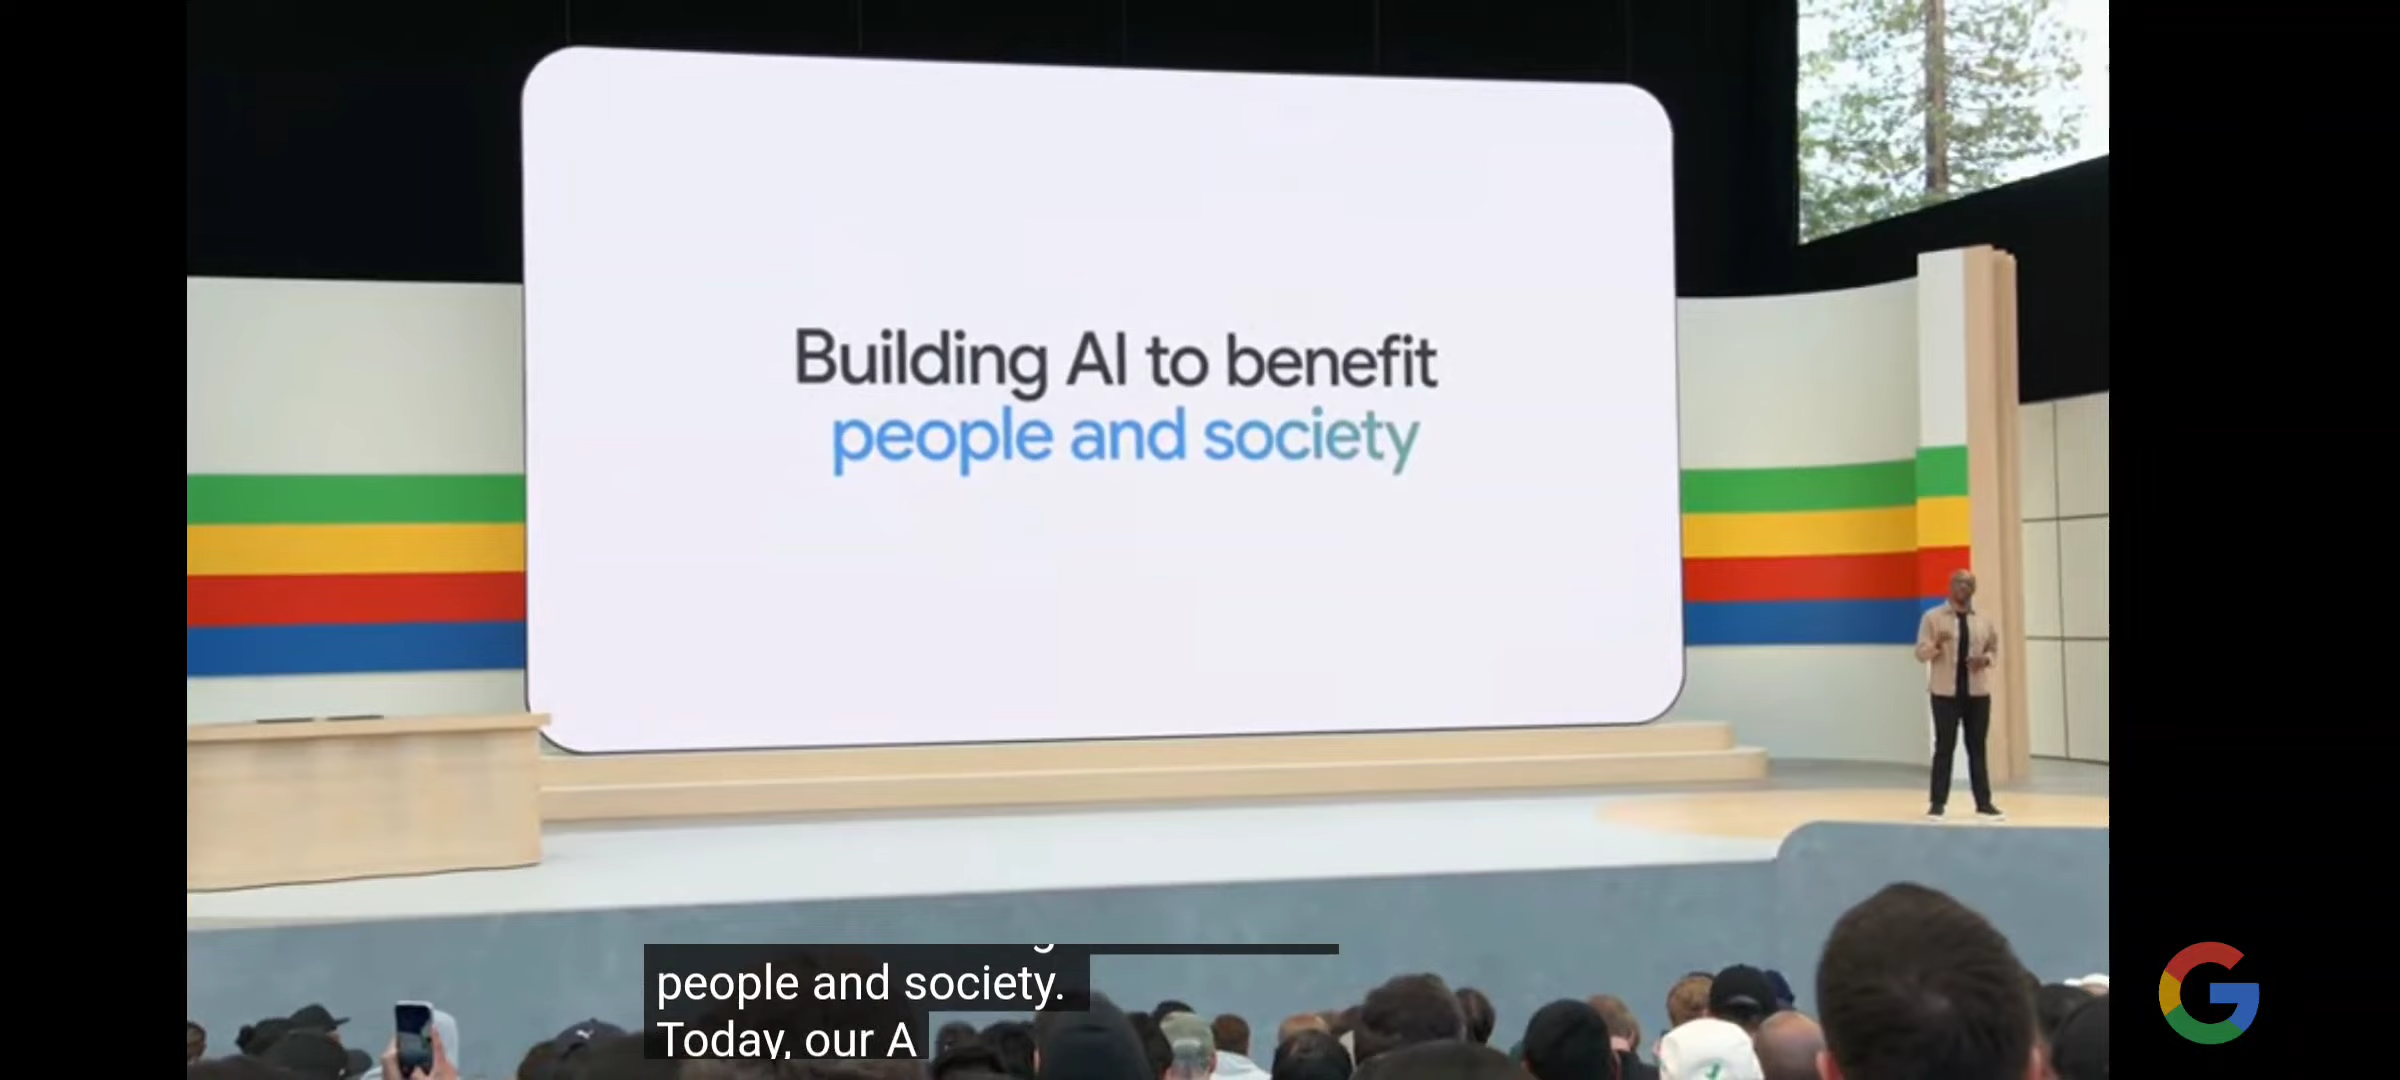 Building AI to benefit
people and society
people and society.
Today, our A